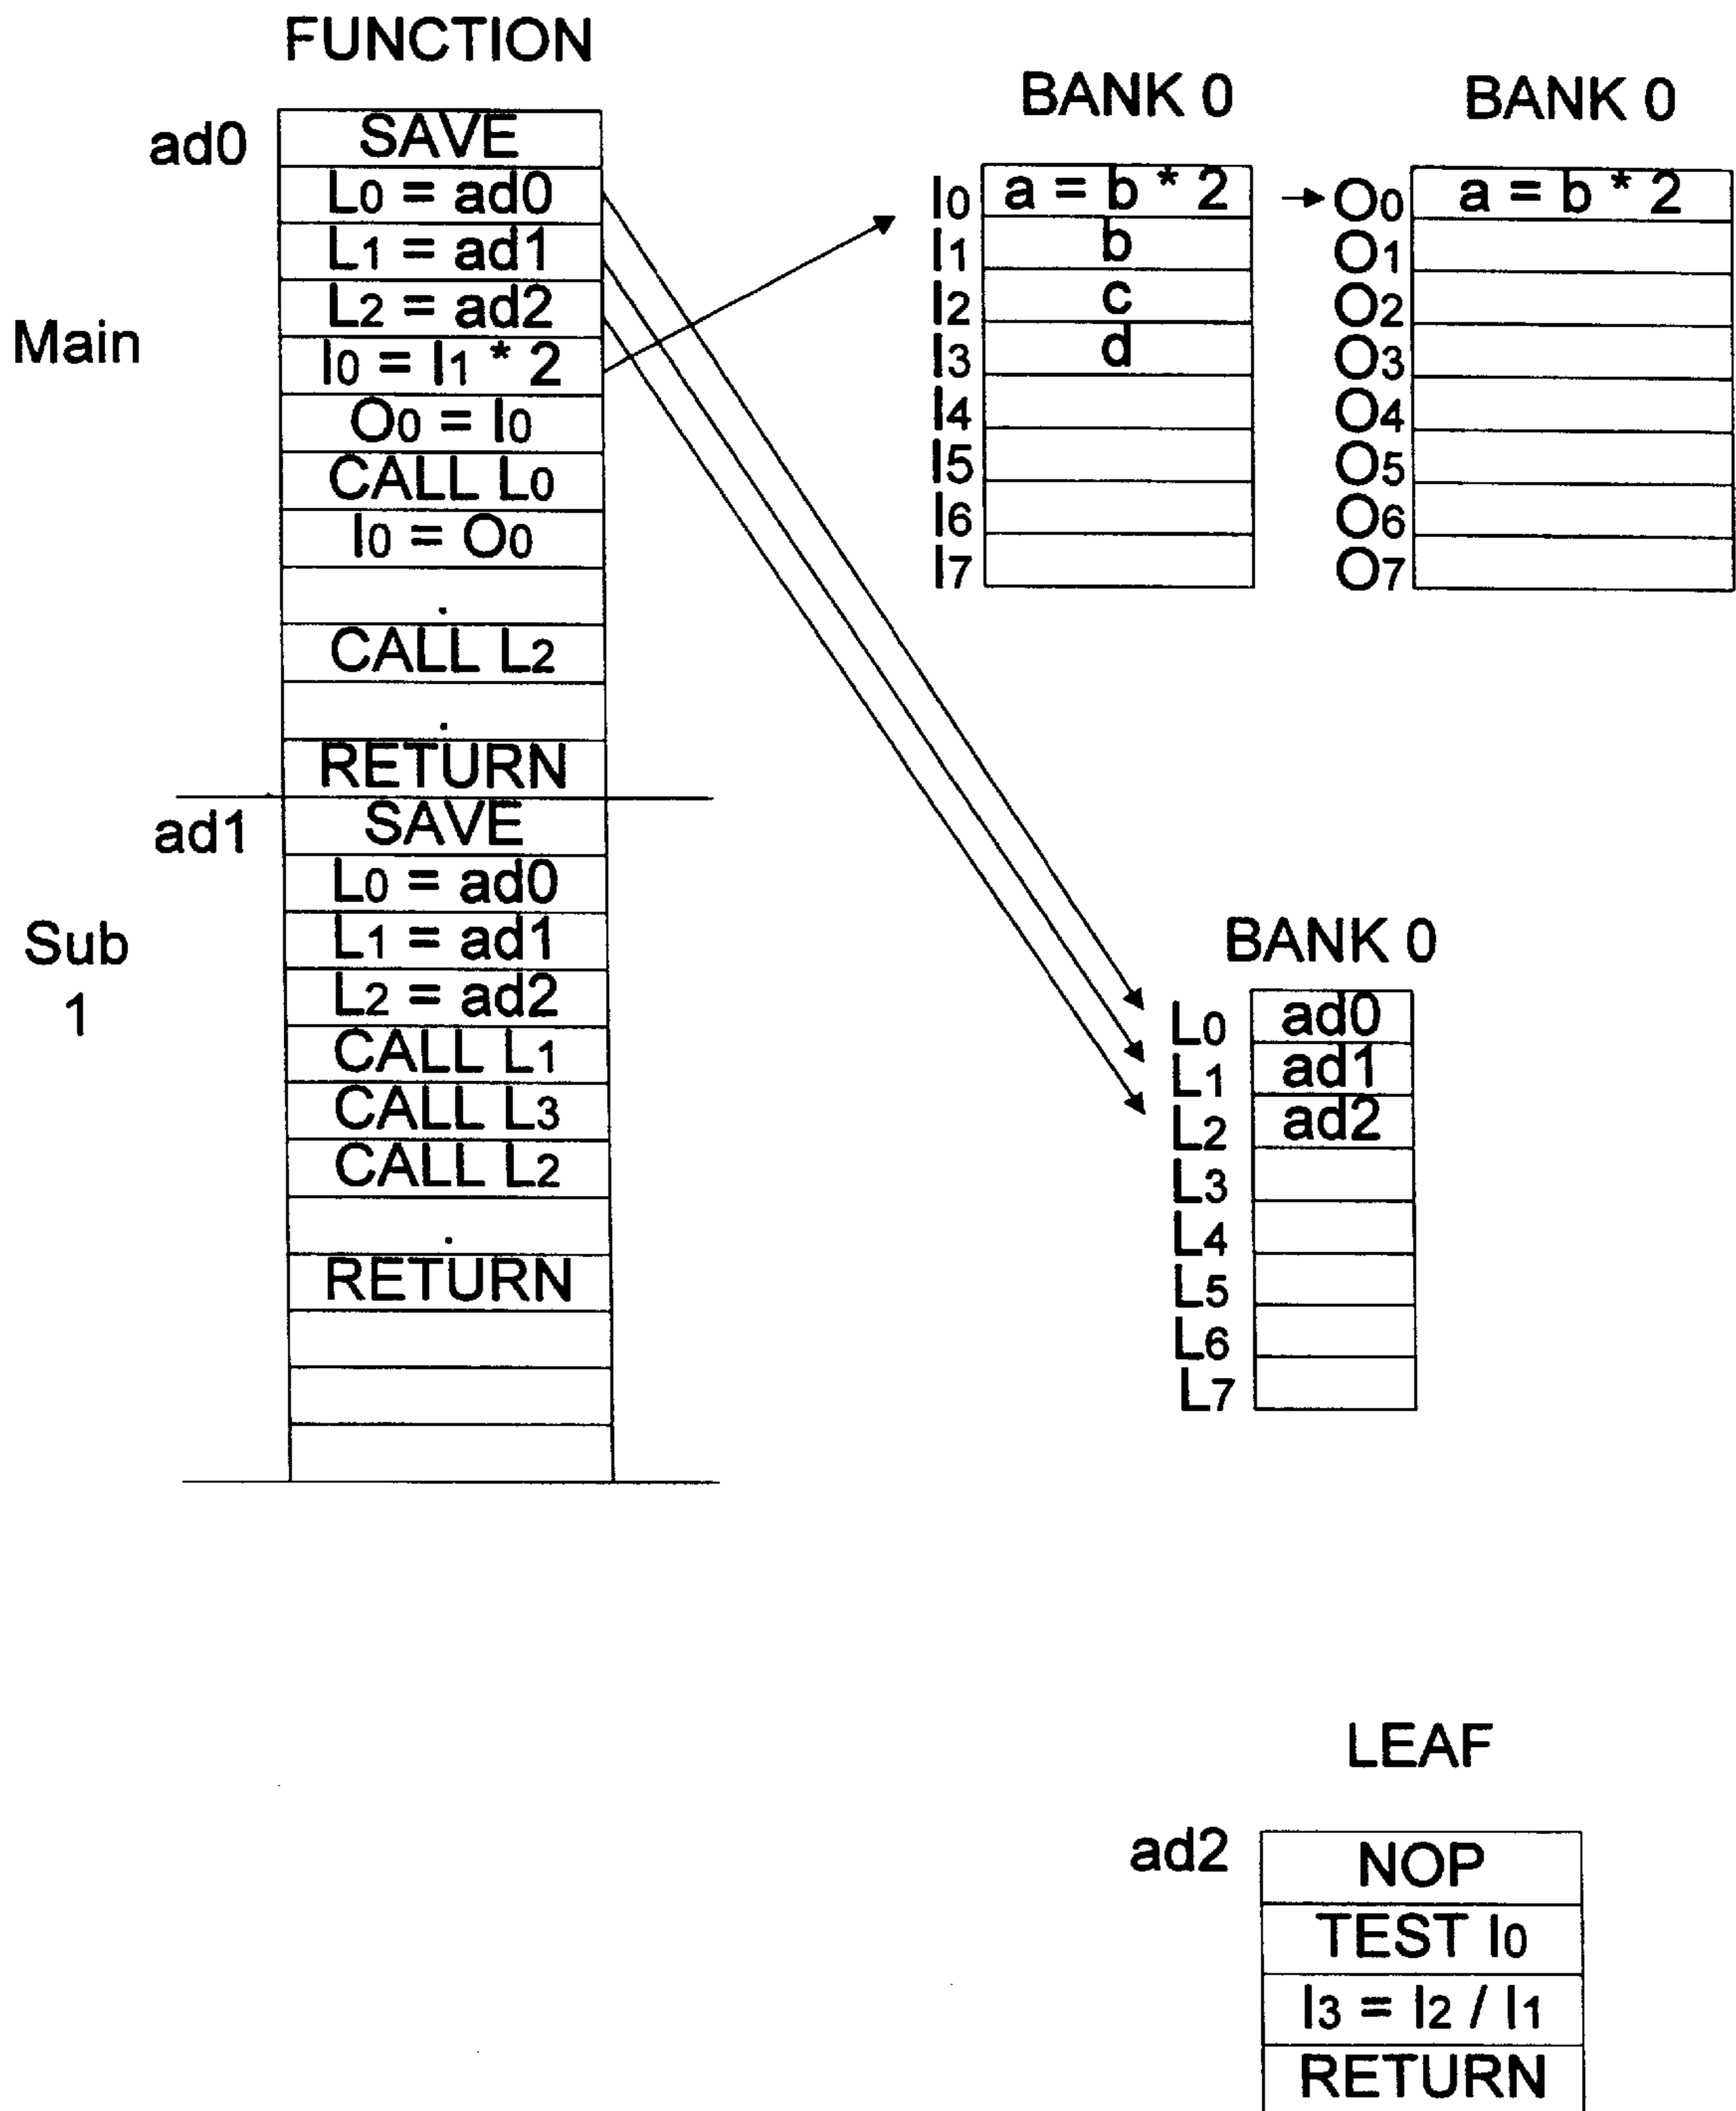 FUNCTION
ad0
SAVE
L0 = ad0
L1 = ad1
L2 = ad2
Main
I0 = I1 * 2
O0 = I0
CALL L0
I0 = O0
.
CALL L2
.
RETURN
ad1
SAVE
L0 = ad0
Sub
1
L1 = ad1
L2 = ad2
CALL L1
CALL L3
CALL L2
.
RETURN
BANK 0
I0 a = b * 2
I1 b
I2 c
I3 d
I4
I5
I6
I7
BANK 0
O0 a = b * 2
O1
O2
O3
O4
O5
O6
O7
BANK 0
L0 ad0
L1 ad1
L2 ad2
L3
L4
L5
L6
L7
LEAF
ad2
NOP
TEST I0
I3 = I2 / I1
RETURN